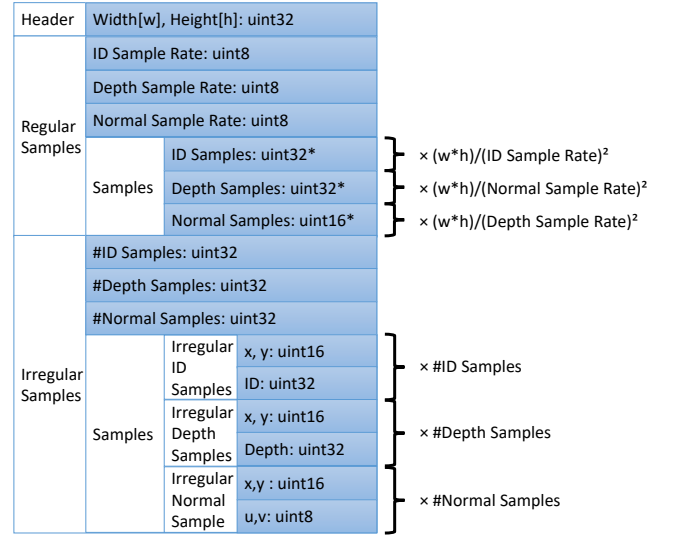 Header
Width[w], Height[h]: uint32
Regular
Samples
ID Sample Rate: uint8
Depth Sample Rate: uint8
Normal Sample Rate: uint8
Samples
ID Samples: uint32*
× (w*h)/(ID Sample Rate)²
Depth Samples: uint32*
× (w*h)/(Normal Sample Rate)²
Normal Samples: uint16*
× (w*h)/(Depth Sample Rate)²
Irregular
Samples
#ID Samples: uint32
#Depth Samples: uint32
#Normal Samples: uint32
Samples
Irregular
ID
Samples
x, y: uint16
ID: uint32
× #ID Samples
Irregular
Depth
Samples
x, y: uint16
Depth: uint32
× #Depth Samples
Irregular
Normal
Sample
x,y : uint16
u,v: uint8
× #Normal Samples